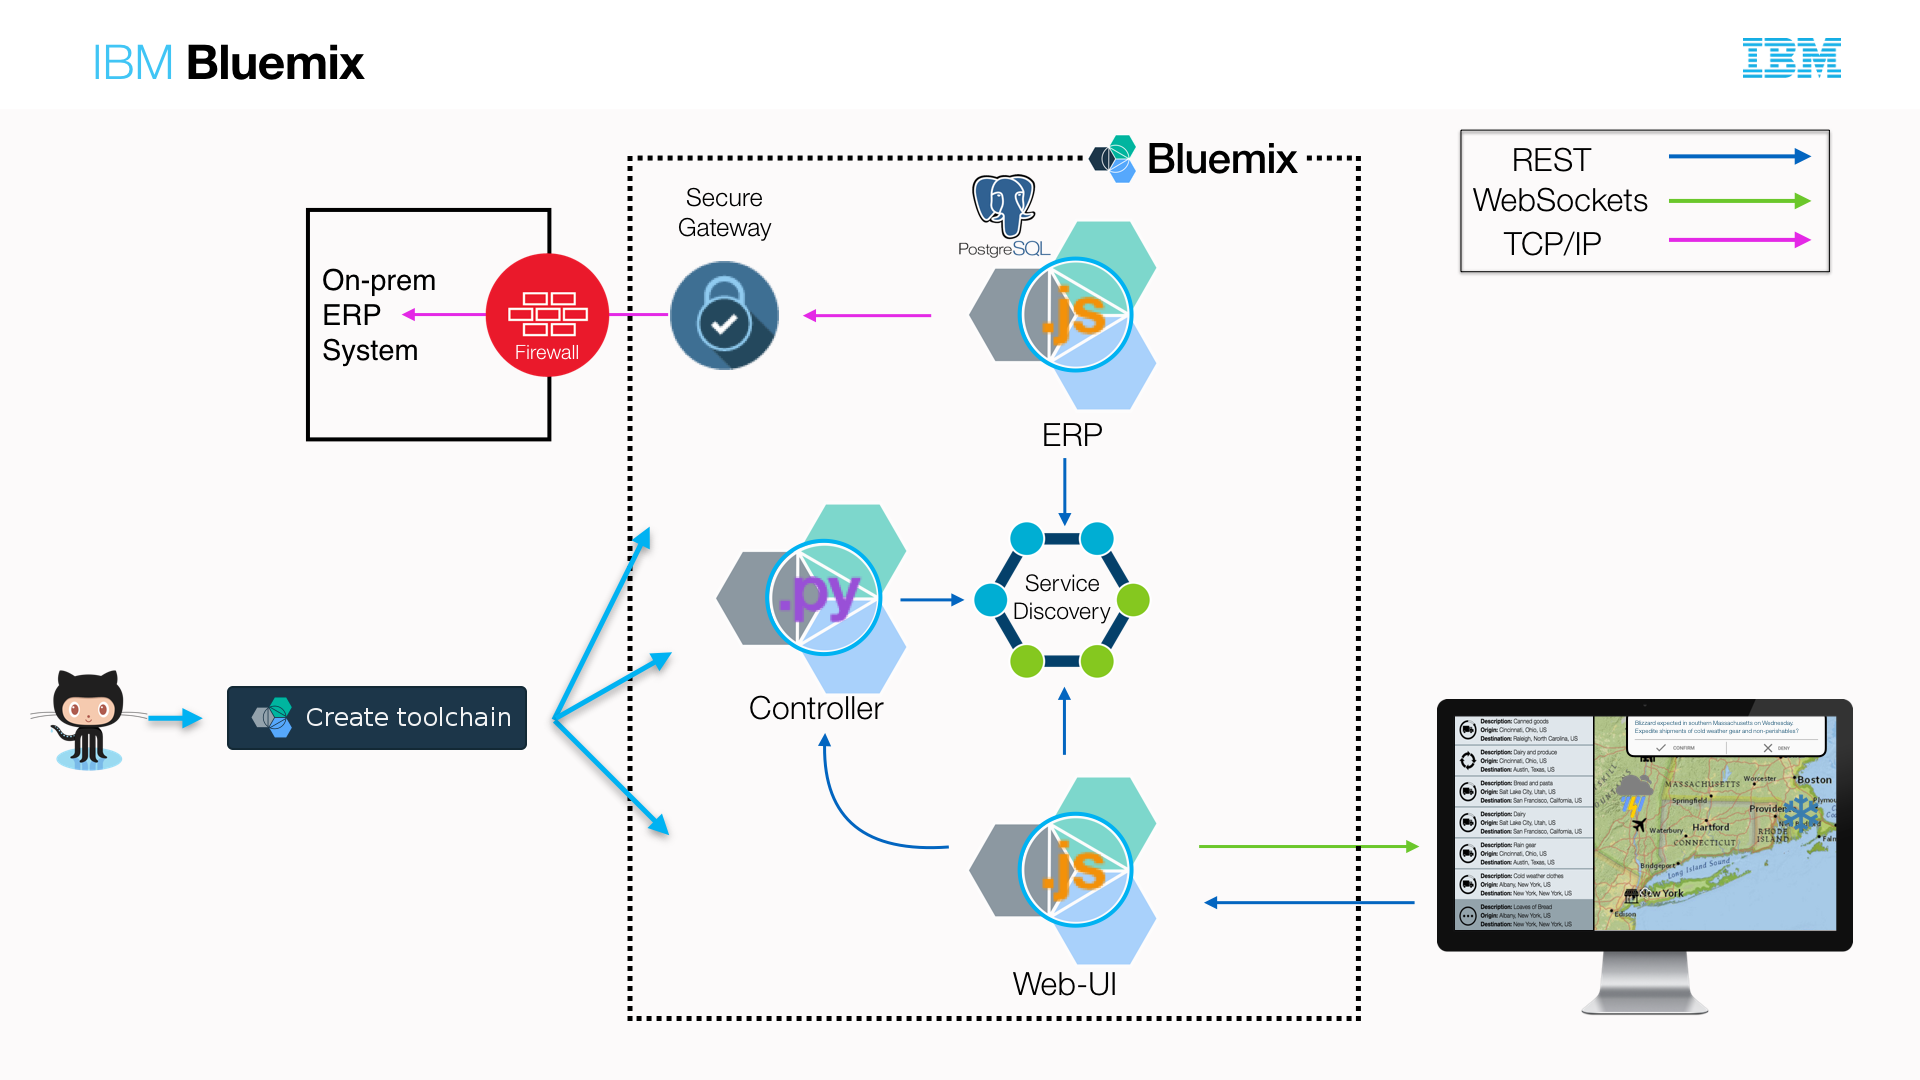 IBM Bluemix
IBM
Bluemix
REST
WebSockets
TCP/IP
Secure
Gateway
PostgreSQL
On-prem
ERP
System
Firewall
.js
ERP
.py
Controller
Service
Discovery
Create toolchain
.js
Web-UI
Description: Canned goods
Origin: Cincinnati, Ohio, US
Destination: Raleigh, North Carolina, US
Description: Dairy and produce
Origin: Cincinnati, Ohio, US
Destination: Austin, Texas, US
Description: Bread and pasta
Origin: Salt Lake City, Utah, US
Destination: San Francisco, California, US
Description: Dairy
Origin: Salt Lake City, Utah, US
Destination: San Francisco, California, US
Description: Rain gear
Origin: Cincinnati, Ohio, US
Destination: Austin, Texas, US
Description: Cold weather clothes
Origin: Albany, New York, US
Destination: New York, New York, US
Description: Loaves of Bread
Origin: Albany, New York, US
Destination: New York, New York, US
Blizzard expected in southern Massachusetts on Wednesday.
Expedite shipments of cold weather gear and non-perishables?
CONFIRM
DENY
MASSACHUSETTS
Worcester
Boston
Springfield
Waterbury
Hartford
CONNECTICUT
RHODE
ISLAND
Bridgeport
Long Island Sound
New York
Edison